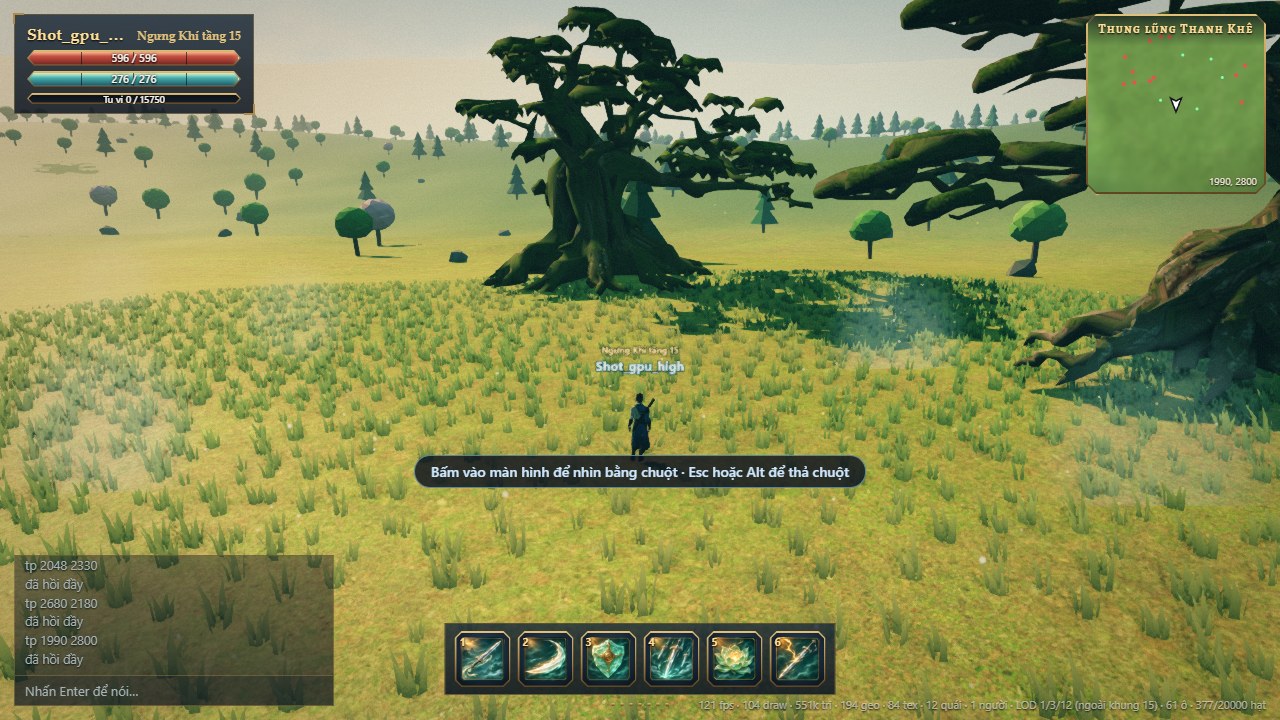 Shot_gpu_... Ngưng Khí tầng 15
596 / 596
276 / 276
Tu vi 0 / 15750
Thung lũng Thanh Khê
1990, 2800
Ngưng Khí tầng 15
Shot_gpu_high
Bấm vào màn hình để nhìn bằng chuột · Esc hoặc Alt để thả chuột
tp 2048 2330
đã hồi đầy
tp 2680 2180
đã hồi đầy
tp 1990 2800
đã hồi đầy
Nhấn Enter để nói...
1 2 3 4 5 6
121 fps · 104 draw · 551k tri · 194 geo · 84 tex · 12 quái · 1 người · LOD 1/3/12 (ngoài khung 15) · 61 ô · 377/20000 hạt